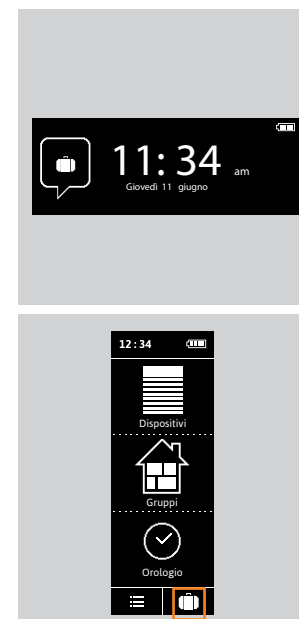 11: 34 am
Giovedì 11 giugno
12 : 34
Dispositivi
Gruppi
Orologio